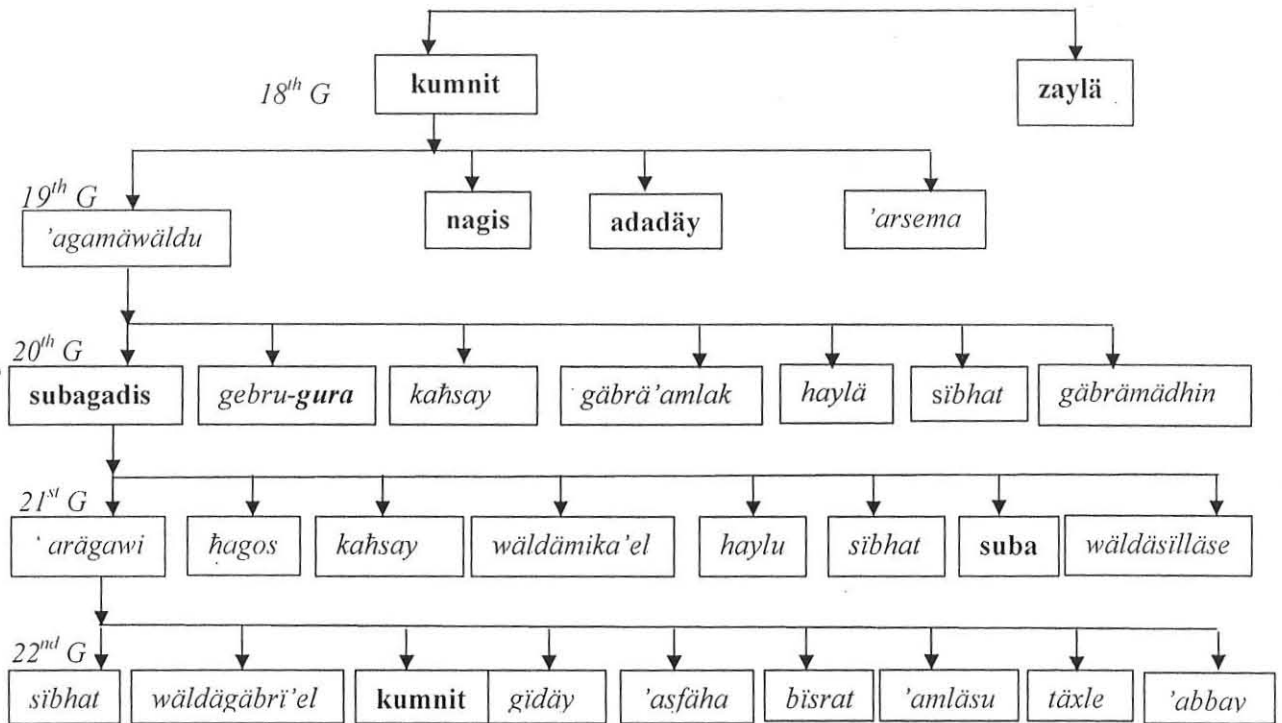 18th G
kumnit
zaylä
19th G
'agamäwäldu
nagis
adadäy
'arsema
20th G
subagadis
gebru-gura
kaħsay
gäbrä'amlak
haylä
sïbhat
gäbrämädhin
21st G
'arägawi
ħagos
kaħsay
wäldämika'el
haylu
sïbhat
suba
wäldäsïlläse
22nd G
sïbhat
wäldägäbrï'el
kumnit
gïdäy
'asfäha
bïsrat
'amläsu
täxle
'abbay